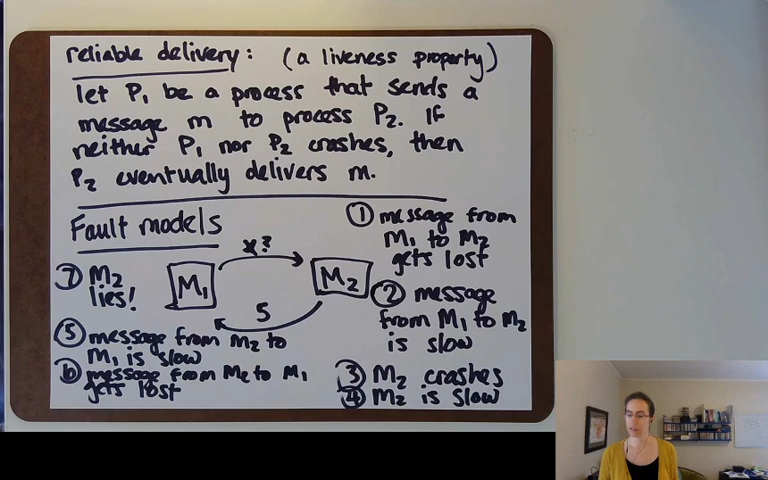 reliable delivery: (a liveness property)
let P₁ be a process that sends a
message m to process P₂. If
neither P₁ nor P₂ crashes, then
P₂ eventually delivers m.
Fault models
① message from
M₁ to M₂
gets lost
② message
from M₁ to M₂
is slow
③ M₂ crashes
④ M₂ is slow
x?
M₁
M₂
5
⑦ M₂
lies!
⑤ message from M₂ to
M₁ is slow
⑥ message from M₂ to M₁
gets lost